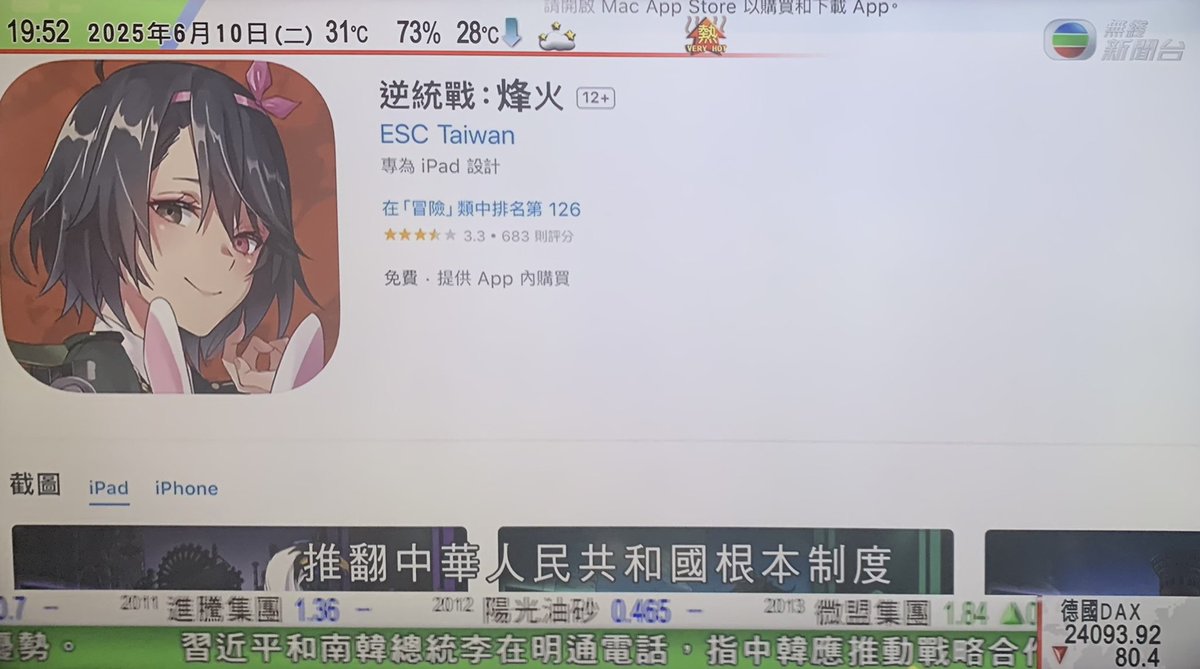 請開啟 Mac App Store 以購買和下載 App。
19:52 2025年6月10日(二) 31℃ 73% 28℃
VERY HOT
熱
無綫
新聞台
逆統戰：烽火 12+
ESC Taiwan
專為 iPad 設計
在「冒險」類中排名第 126
3.3 • 683 則評分
免費 · 提供 App 內購買
截圖 iPad iPhone
推翻中華人民共和國根本制度
0.7 – 2011 進騰集團 1.36 – 2012 陽光油砂 0.465 – 2013 微盟集團 1.84 ▲0
德國DAX
24093.92
▼ 80.4
優勢。 習近平和南韓總統李在明通電話，指中韓應推動戰略合作